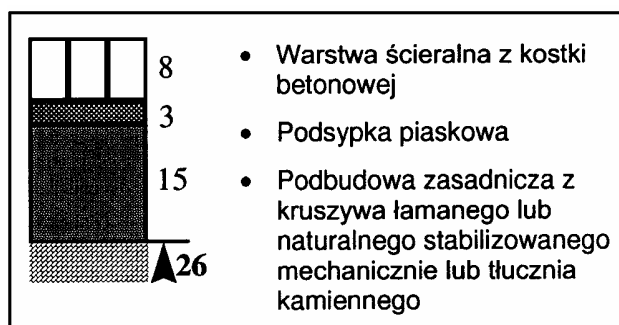 8
3
15
26
• Warstwa ścieralna z kostki
betonowej
• Podsypka piaskowa
• Podbudowa zasadnicza z
kruszywa łamanego lub
naturalnego stabilizowanego
mechanicznie lub tłucznia
kamiennego